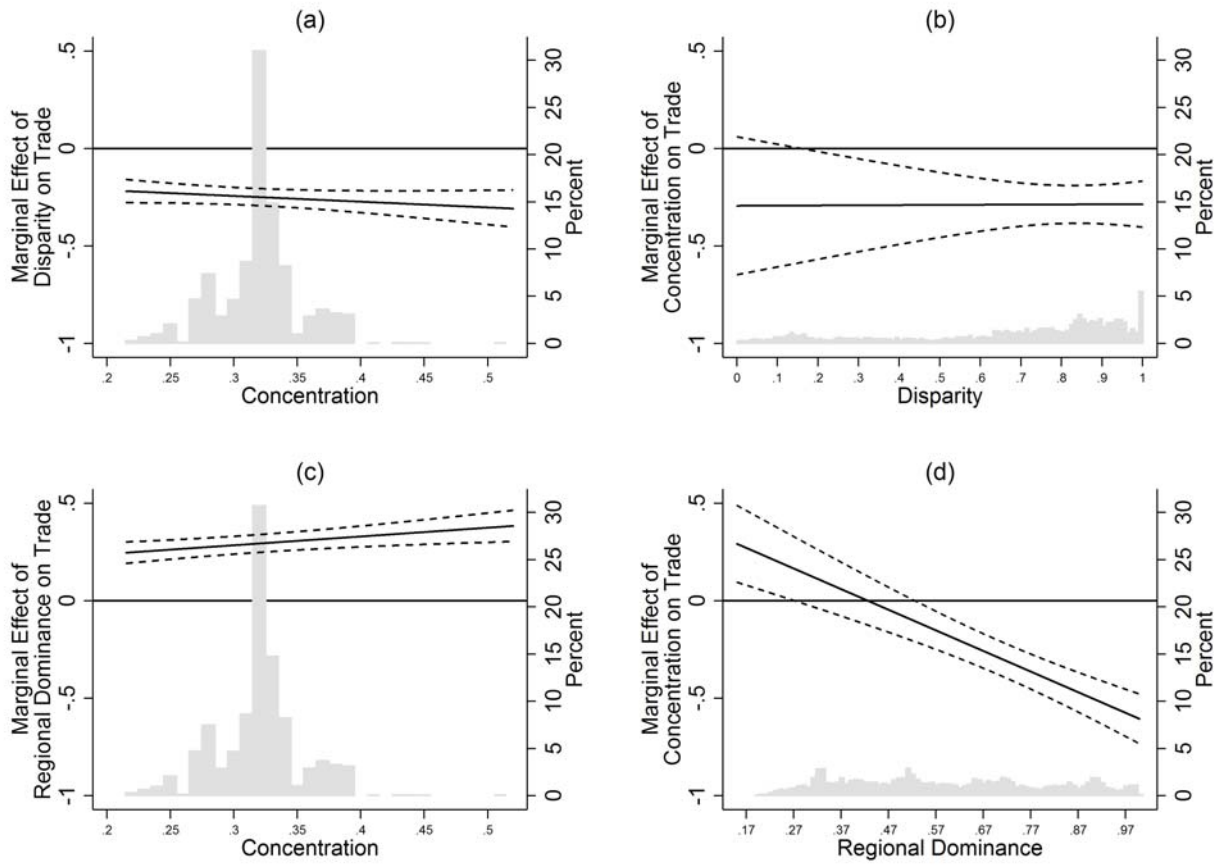 (a)
Marginal Effect of
Disparity on Trade
.5
0
-.5
-1
30
25
20
15
10
5
0
Percent
.2 .25 .3 .35 .4 .45 .5
Concentration
(b)
Marginal Effect of
Concentration on Trade
.5
0
-.5
-1
30
25
20
15
10
5
0
Percent
0 .1 .2 .3 .4 .5 .6 .7 .8 .9 1
Disparity
(c)
Marginal Effect of
Regional Dominance on Trade
.5
0
-.5
-1
30
25
20
15
10
5
0
Percent
.2 .25 .3 .35 .4 .45 .5
Concentration
(d)
Marginal Effect of
Concentration on Trade
.5
0
-.5
-1
30
25
20
15
10
5
0
Percent
.17 .27 .37 .47 .57 .67 .77 .87 .97
Regional Dominance